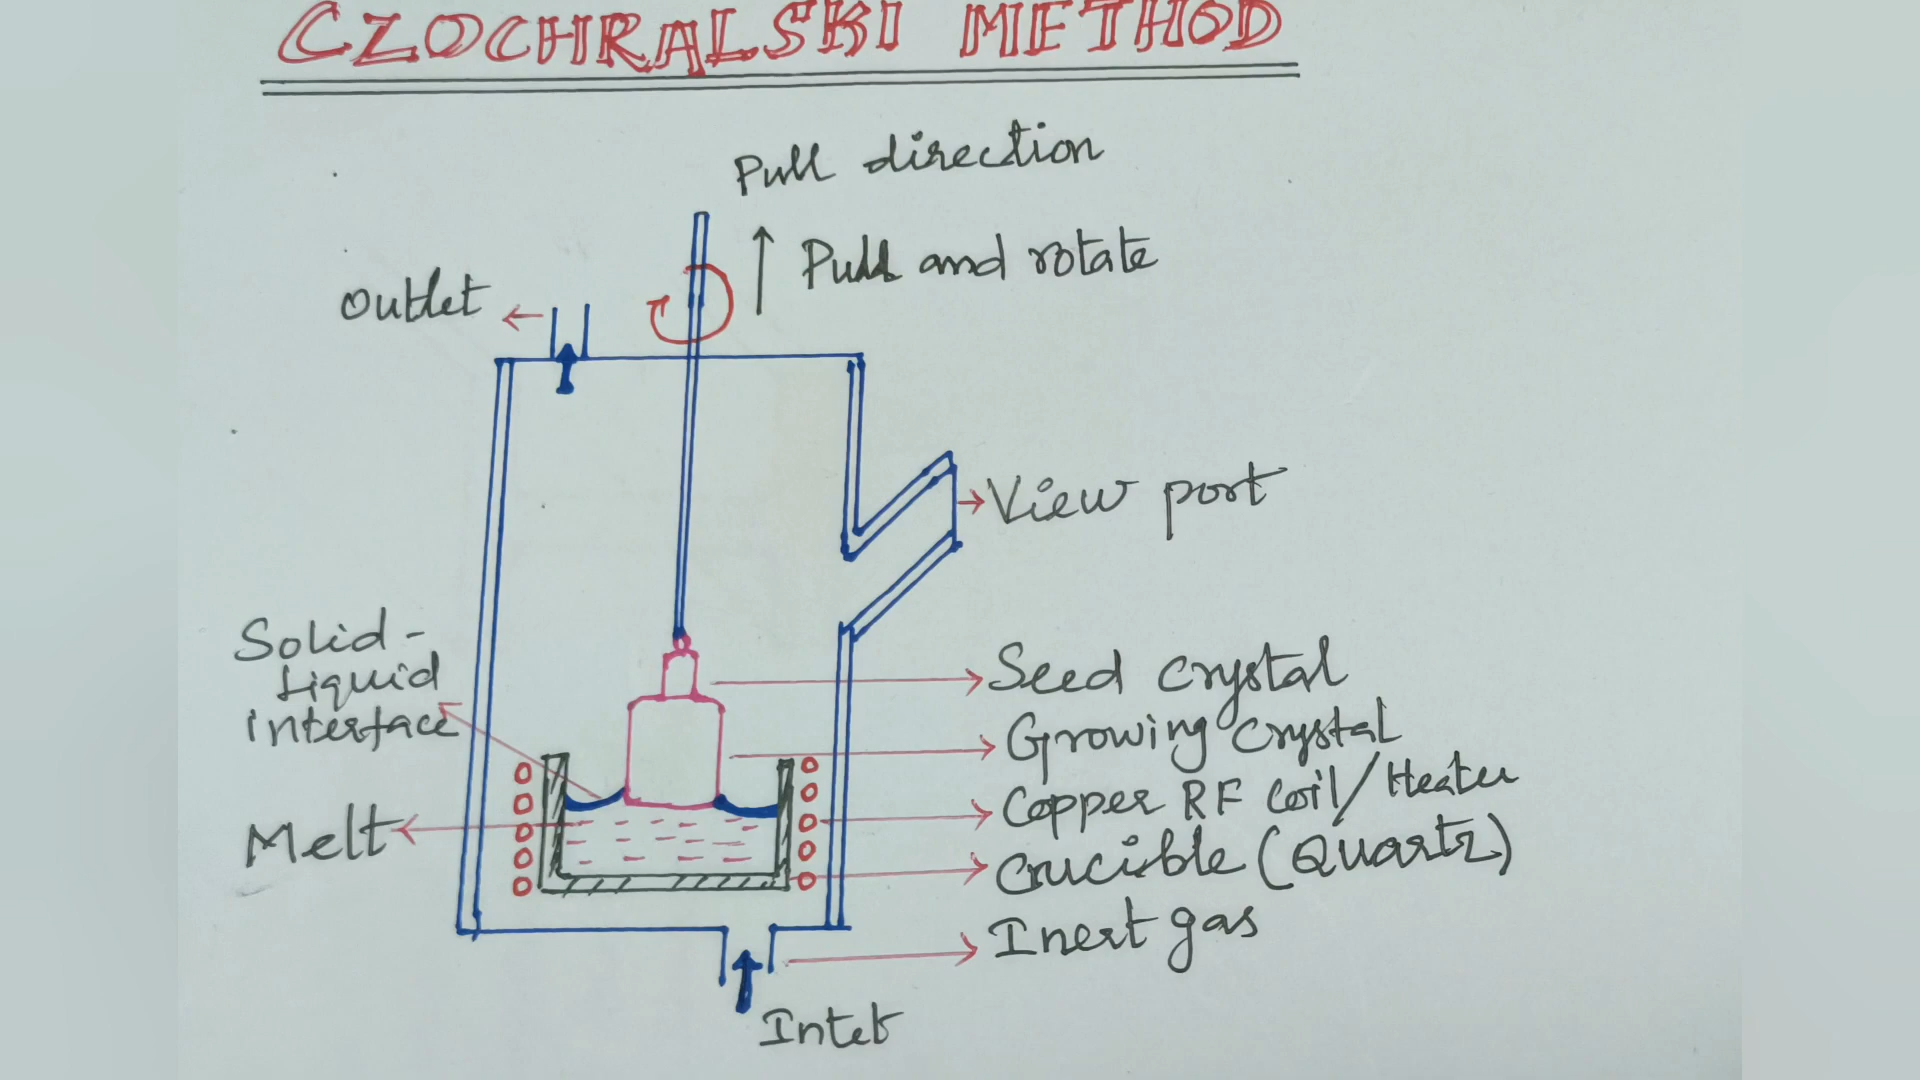 CZOCHRALSKI METHOD
Pull direction
Pull and rotate
Outlet
View port
Solid-
Liquid
interface
Seed crystal
Growing crystal
Copper RF coil/Heater
Melt
Crucible (Quartz)
Inert gas
Intet